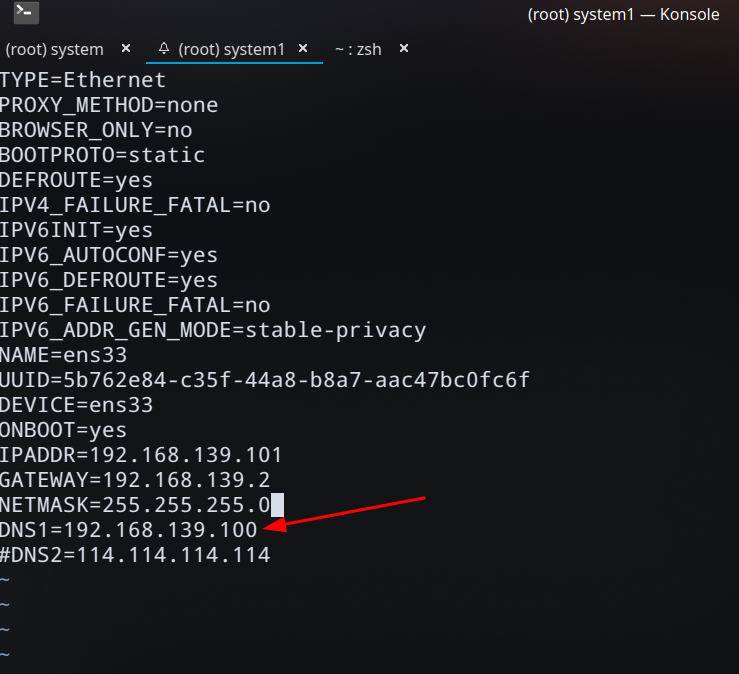 (root) system1 — Konsole
(root) system × (root) system1 × ~ : zsh ×
TYPE=Ethernet
PROXY_METHOD=none
BROWSER_ONLY=no
BOOTPROTO=static
DEFROUTE=yes
IPV4_FAILURE_FATAL=no
IPV6INIT=yes
IPV6_AUTOCONF=yes
IPV6_DEFROUTE=yes
IPV6_FAILURE_FATAL=no
IPV6_ADDR_GEN_MODE=stable-privacy
NAME=ens33
UUID=5b762e84-c35f-44a8-b8a7-aac47bc0fc6f
DEVICE=ens33
ONBOOT=yes
IPADDR=192.168.139.101
GATEWAY=192.168.139.2
NETMASK=255.255.255.0
DNS1=192.168.139.100
#DNS2=114.114.114.114
~
~
~
~